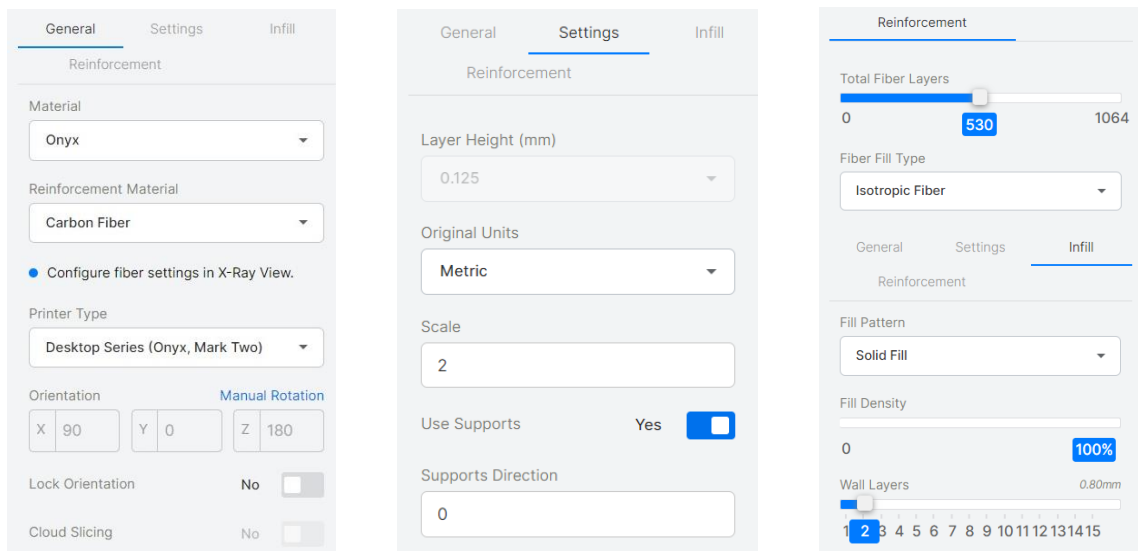 General Settings Infill
Reinforcement
Material
Onyx
Reinforcement Material
Carbon Fiber
Configure fiber settings in X-Ray View.
Printer Type
Desktop Series (Onyx, Mark Two)
Orientation Manual Rotation
X 90 Y 0 Z 180
Lock Orientation No
Cloud Slicing No
General Settings Infill
Reinforcement
Layer Height (mm)
0.125
Original Units
Metric
Scale
2
Use Supports Yes
Supports Direction
0
Reinforcement
Total Fiber Layers
0 530 1064
Fiber Fill Type
Isotropic Fiber
General Settings Infill
Reinforcement
Fill Pattern
Solid Fill
Fill Density
0 100%
Wall Layers 0.80mm
1 2 3 4 5 6 7 8 9 10 11 12 13 14 15